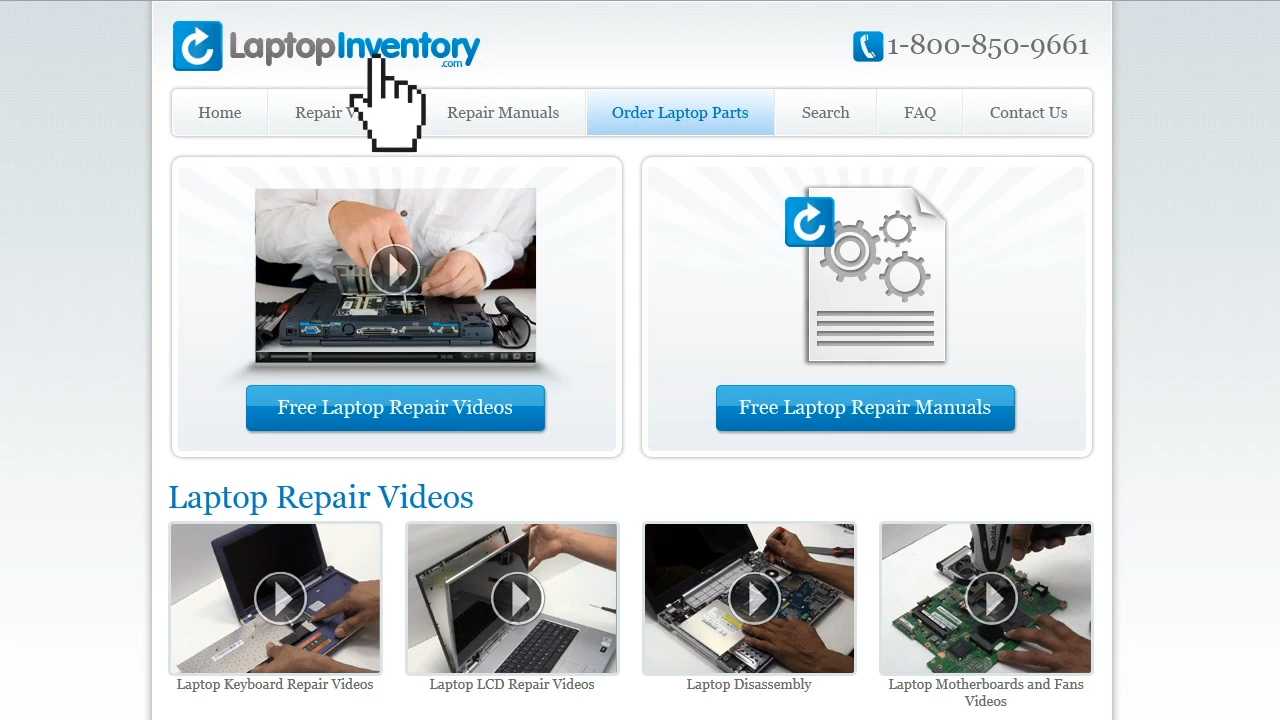 LaptopInventory
.com
1-800-850-9661
Home
Repair V
Repair Manuals
Order Laptop Parts
Search
FAQ
Contact Us
Free Laptop Repair Videos
Free Laptop Repair Manuals
Laptop Repair Videos
Laptop Keyboard Repair Videos
Laptop LCD Repair Videos
Laptop Disassembly
Laptop Motherboards and Fans
Videos